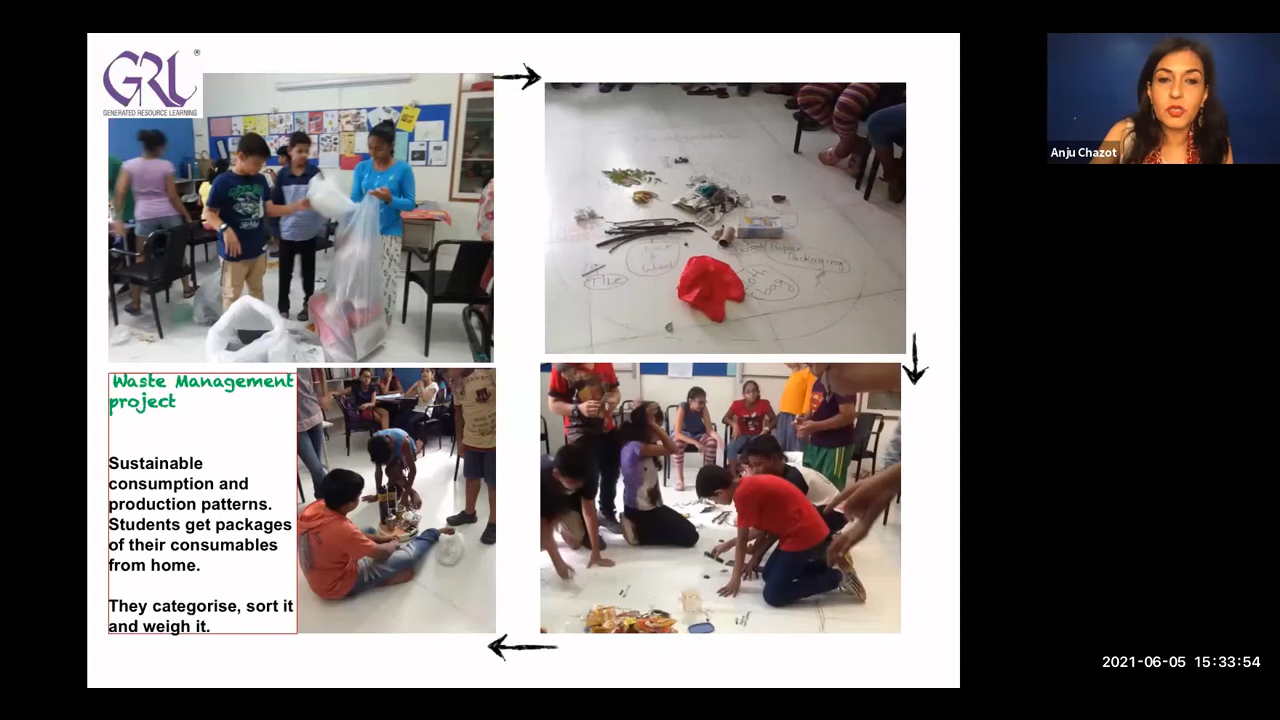 GRL
GENERATED RESOURCE LEARNING
Waste Management
project
Sustainable
consumption and
production patterns.
Students get packages
of their consumables
from home.
They categorise, sort it
and weigh it.
Packaging
Anju Chazot
2021-06-05 15:33:54